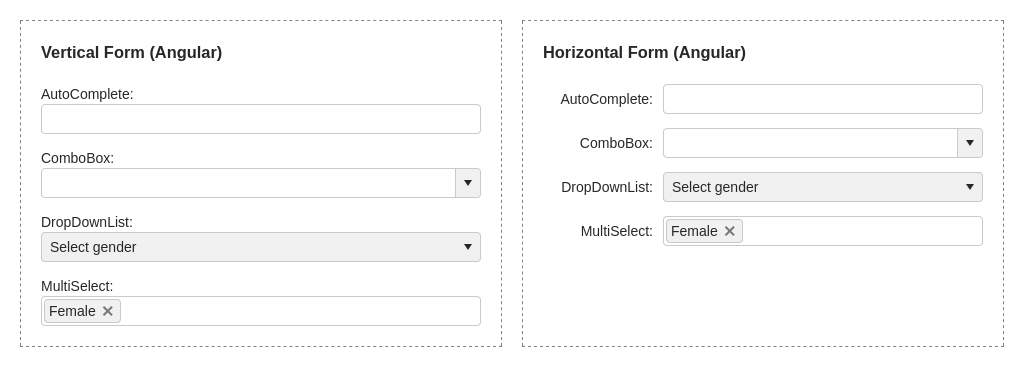 Vertical Form (Angular)
AutoComplete:
ComboBox:
DropDownList:
Select gender
MultiSelect:
Female
Horizontal Form (Angular)
AutoComplete:
ComboBox:
DropDownList: Select gender
MultiSelect: Female